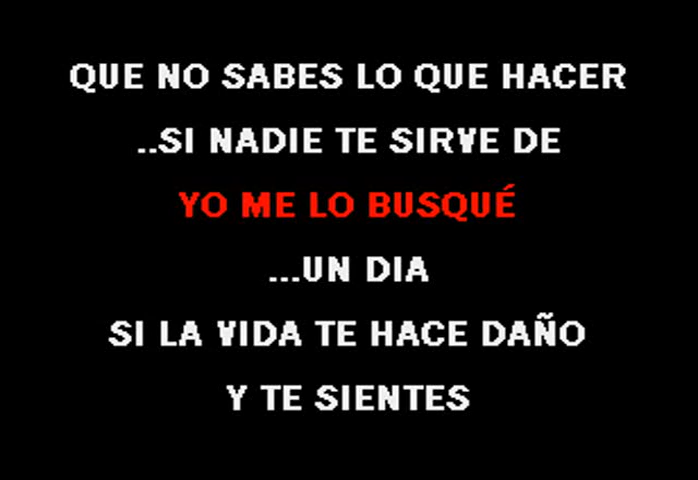 QUE NO SABES LO QUE HACER
..SI NADIE TE SIRVE DE
YO ME LO BUSQUÉ
...UN DIA
SI LA VIDA TE HACE DAÑO
Y TE SIENTES